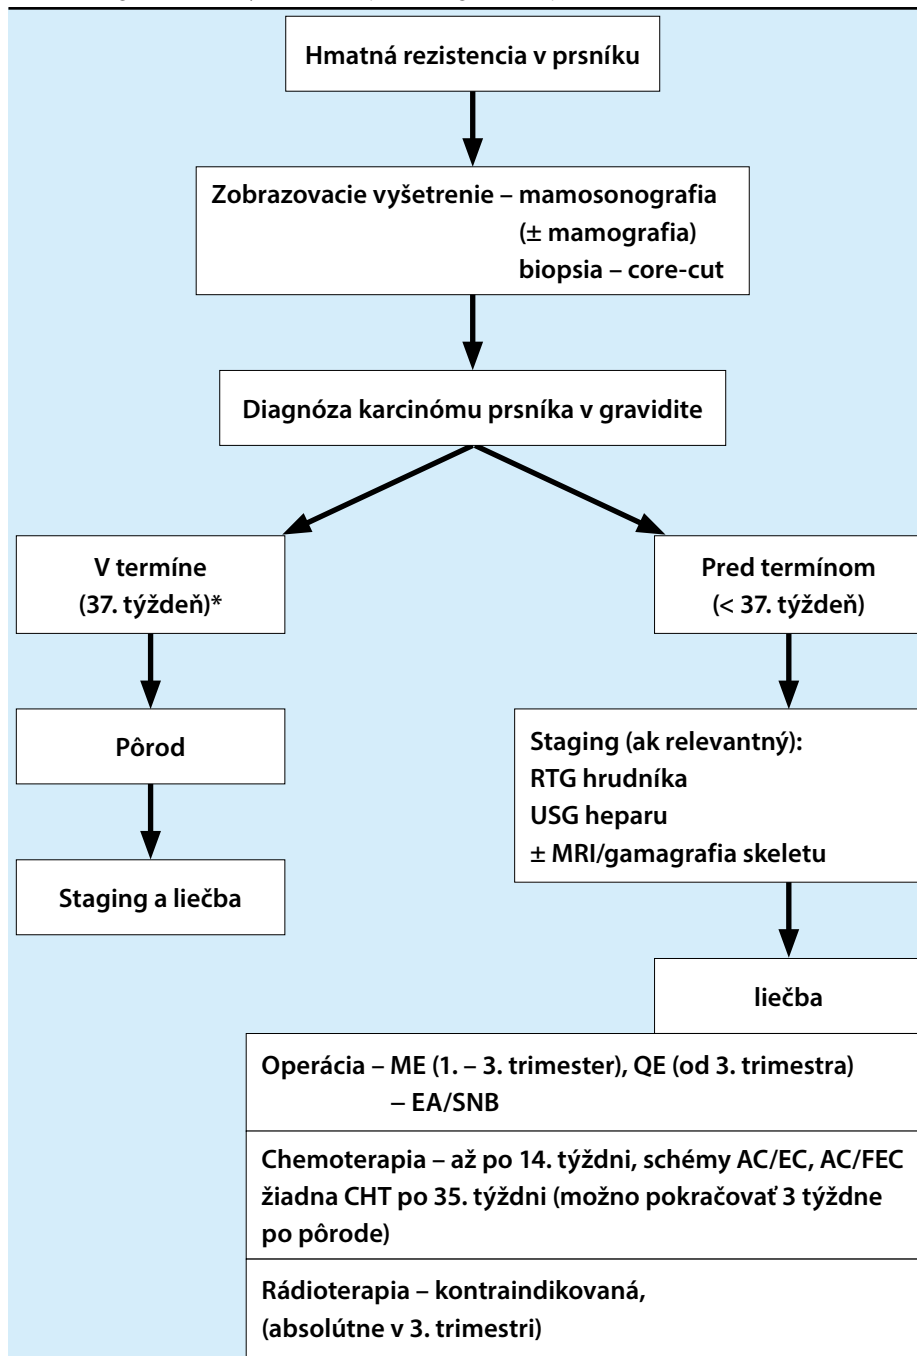 Hmatná rezistencia v prsníku
Zobrazovacie vyšetrenie – mamosonografia
(± mamografia)
biopsia – core-cut
Diagnóza karcinómu prsníka v gravidite
V termíne
(37. týždeň)*
Pred termínom
(< 37. týždeň)
Pôrod
Staging (ak relevantný):
RTG hrudníka
USG heparu
± MRI/gamagrafia skeletu
Staging a liečba
liečba
Operácia – ME (1. – 3. trimester), QE (od 3. trimestra)
– EA/SNB
Chemoterapia – až po 14. týždni, schémy AC/EC, AC/FEC
žiadna CHT po 35. týždni (možno pokračovať 3 týždne
po pôrode)
Rádioterapia – kontraindikovaná,
(absolútne v 3. trimestri)